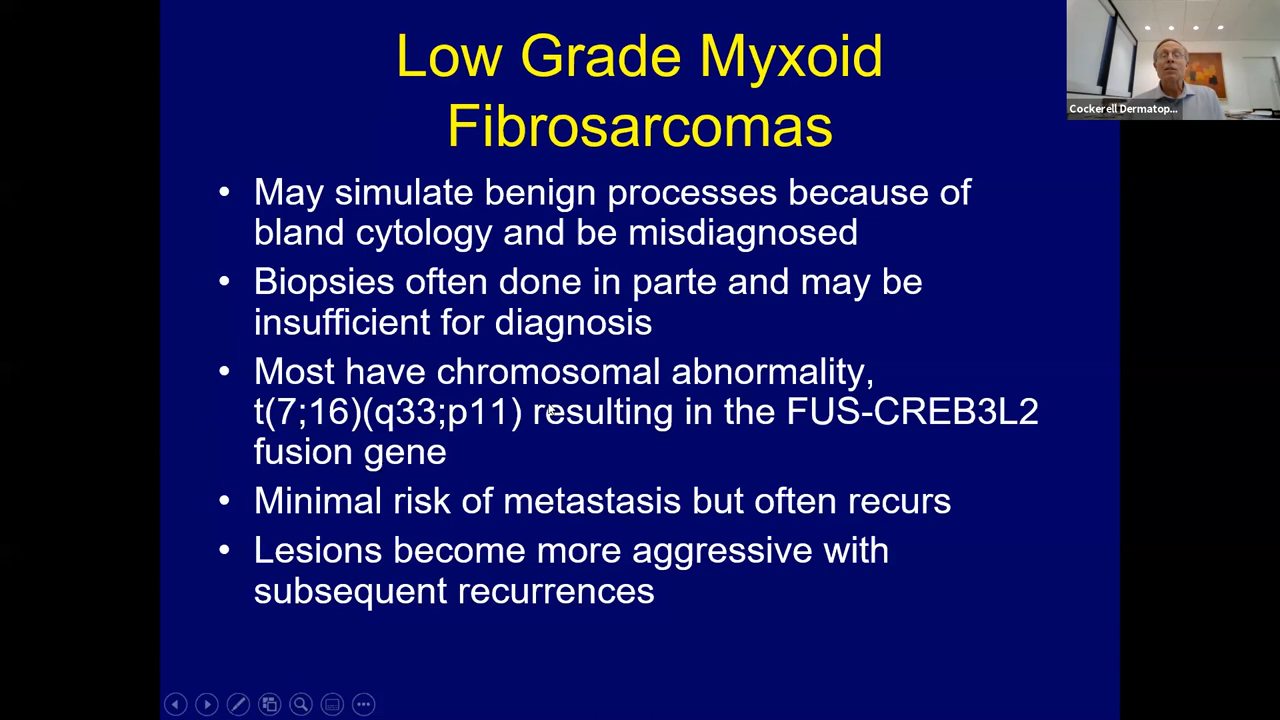 Low Grade Myxoid
Fibrosarcomas
• May simulate benign processes because of
bland cytology and be misdiagnosed
• Biopsies often done in parte and may be
insufficient for diagnosis
• Most have chromosomal abnormality,
t(7;16)(q33;p11) resulting in the FUS-CREB3L2
fusion gene
• Minimal risk of metastasis but often recurs
• Lesions become more aggressive with
subsequent recurrences
Cockerell Dermatop...